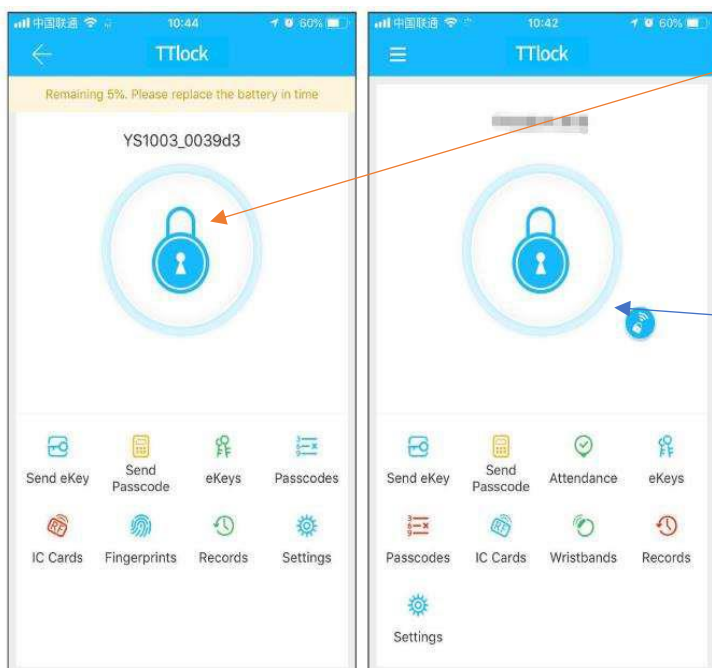 中国联通 10:44 60%
TTlock
Remaining 5%. Please replace the battery in time
YS1003_0039d3
Send eKey
Send Passcode
eKeys
Passcodes
IC Cards
Fingerprints
Records
Settings
中国联通 10:42 60%
TTlock
Send eKey
Send Passcode
Attendance
eKeys
Passcodes
IC Cards
Wristbands
Records
Settings